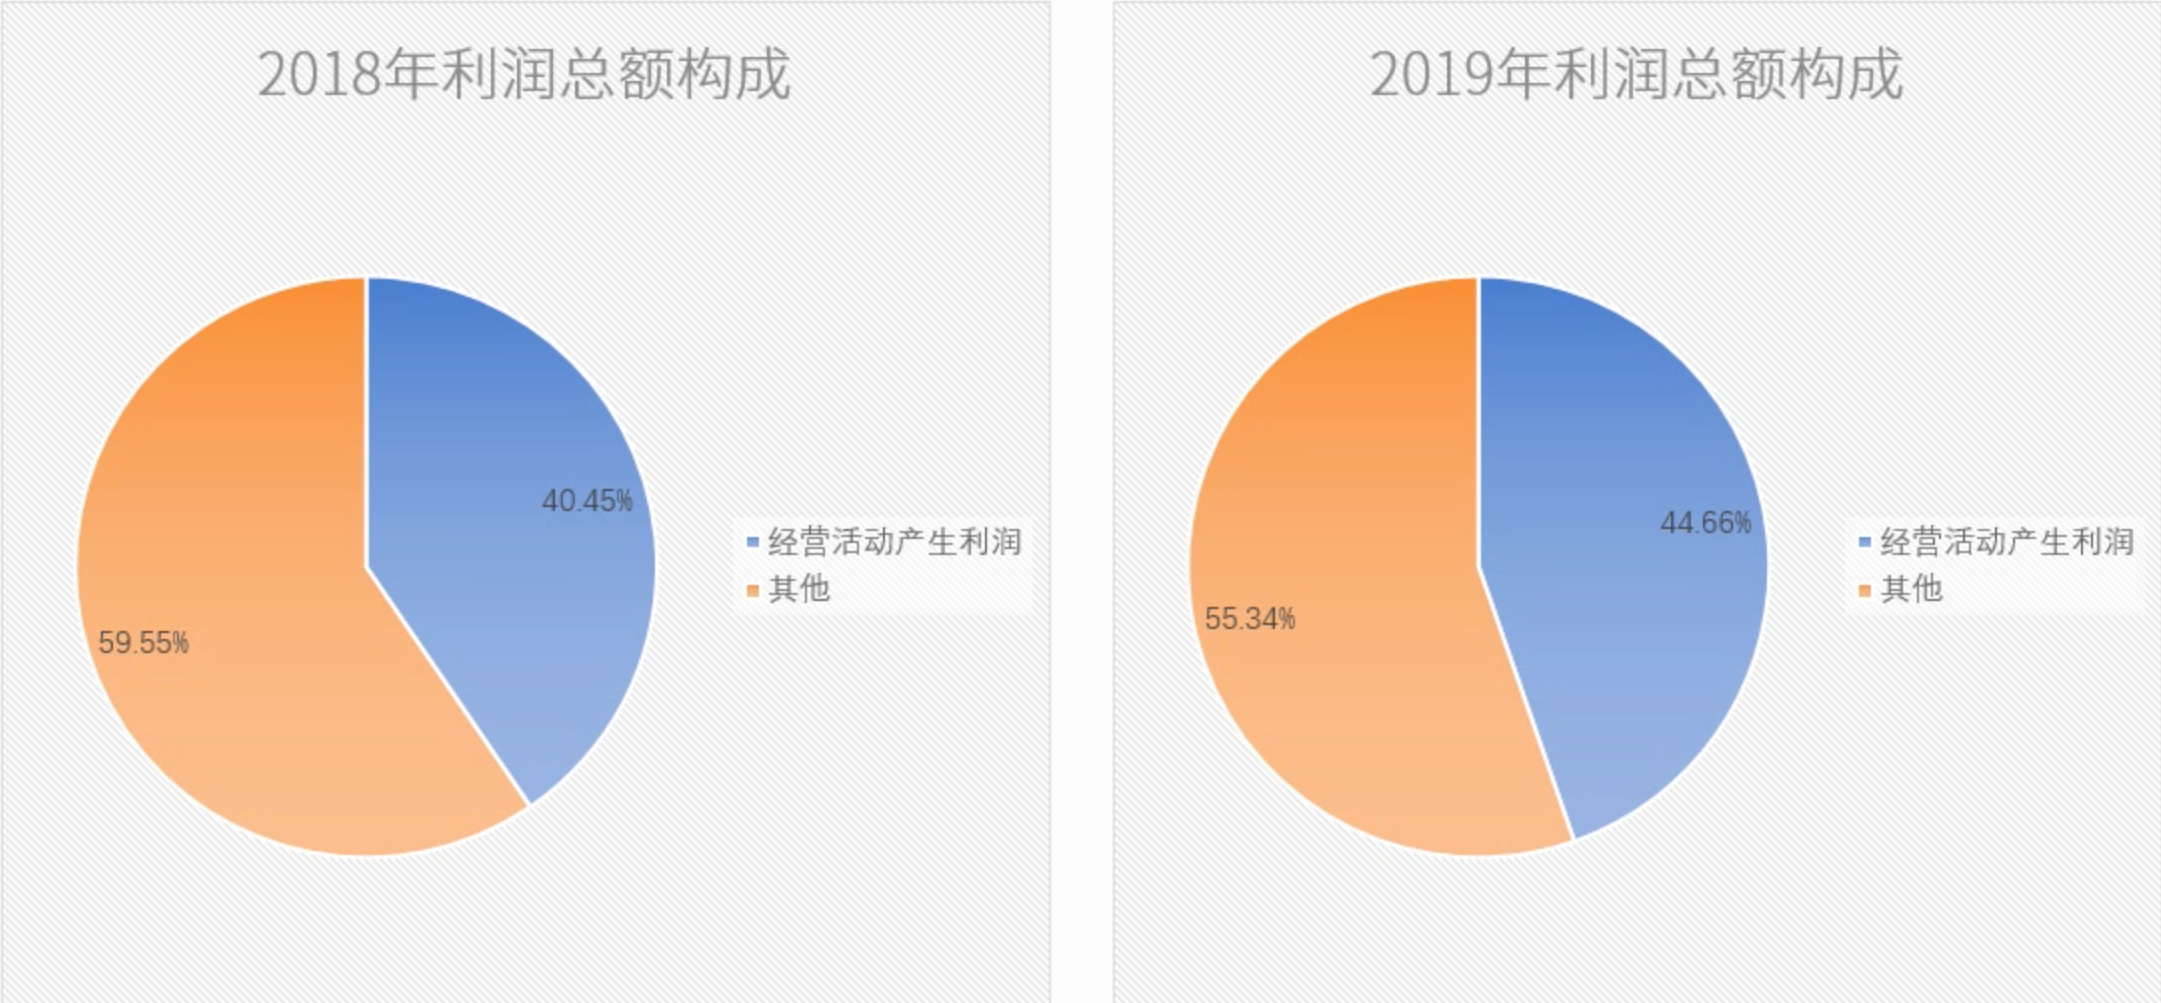 2018年利润总额构成
40.45%
59.55%
经营活动产生利润
其他
2019年利润总额构成
44.66%
55.34%
经营活动产生利润
其他